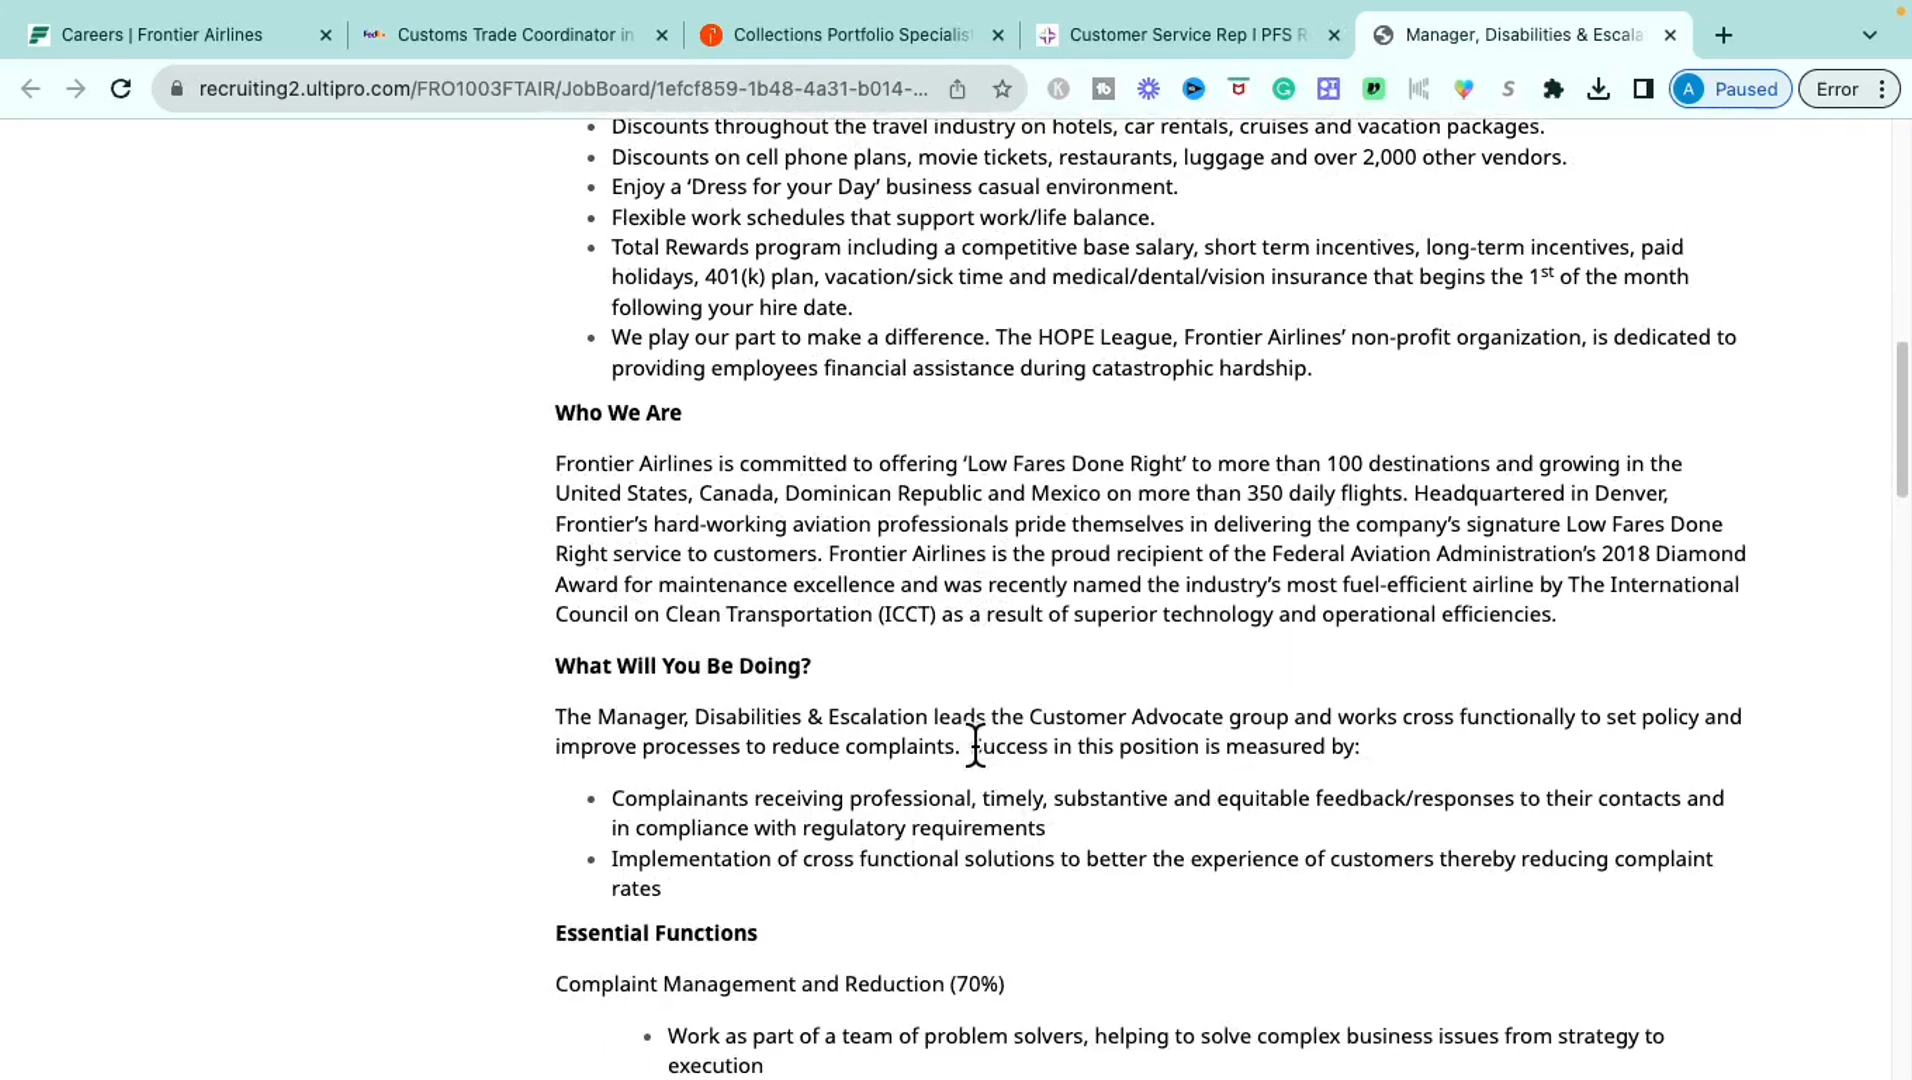 Careers | Frontier Airlines
Customs Trade Coordinator in
Collections Portfolio Specialist
Customer Service Rep I PFS R
Manager, Disabilities & Escala
recruiting2.ultipro.com/FRO1003FTAIR/JobBoard/1efcf859-1b48-4a31-b014-...
A Paused
Error
• Discounts throughout the travel industry on hotels, car rentals, cruises and vacation packages.
• Discounts on cell phone plans, movie tickets, restaurants, luggage and over 2,000 other vendors.
• Enjoy a ‘Dress for your Day’ business casual environment.
• Flexible work schedules that support work/life balance.
• Total Rewards program including a competitive base salary, short term incentives, long-term incentives, paid
holidays, 401(k) plan, vacation/sick time and medical/dental/vision insurance that begins the 1st of the month
following your hire date.
• We play our part to make a difference. The HOPE League, Frontier Airlines’ non-profit organization, is dedicated to
providing employees financial assistance during catastrophic hardship.
Who We Are
Frontier Airlines is committed to offering ‘Low Fares Done Right’ to more than 100 destinations and growing in the
United States, Canada, Dominican Republic and Mexico on more than 350 daily flights. Headquartered in Denver,
Frontier’s hard-working aviation professionals pride themselves in delivering the company’s signature Low Fares Done
Right service to customers. Frontier Airlines is the proud recipient of the Federal Aviation Administration’s 2018 Diamond
Award for maintenance excellence and was recently named the industry’s most fuel-efficient airline by The International
Council on Clean Transportation (ICCT) as a result of superior technology and operational efficiencies.
What Will You Be Doing?
The Manager, Disabilities & Escalation leads the Customer Advocate group and works cross functionally to set policy and
improve processes to reduce complaints. Success in this position is measured by:
• Complainants receiving professional, timely, substantive and equitable feedback/responses to their contacts and
in compliance with regulatory requirements
• Implementation of cross functional solutions to better the experience of customers thereby reducing complaint
rates
Essential Functions
Complaint Management and Reduction (70%)
• Work as part of a team of problem solvers, helping to solve complex business issues from strategy to
execution